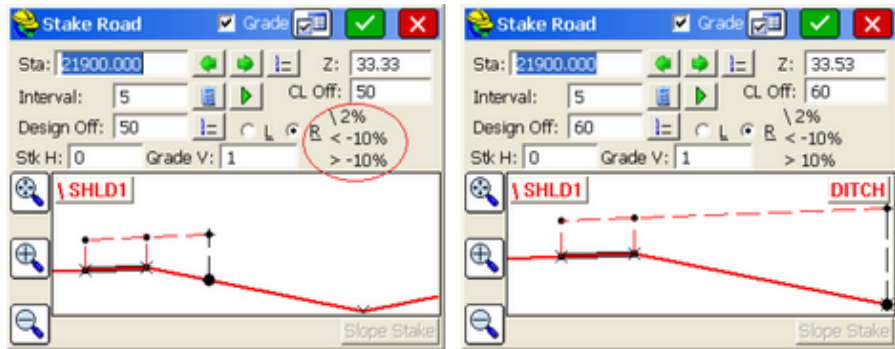 Stake Road Grade
Sta: 21900.000 Z: 33.33
Interval: 5 CL Off: 50
Design Off: 50 L R \ 2%
< -10%
> -10%
Stk H: 0 Grade V: 1
\ SHLD1
Slope Stake
Stake Road Grade
Sta: 21900.000 Z: 33.53
Interval: 5 CL Off: 60
Design Off: 60 L R \ 2%
< -10%
> 10%
Stk H: 0 Grade V: 1
\ SHLD1 DITCH
Slope Stake